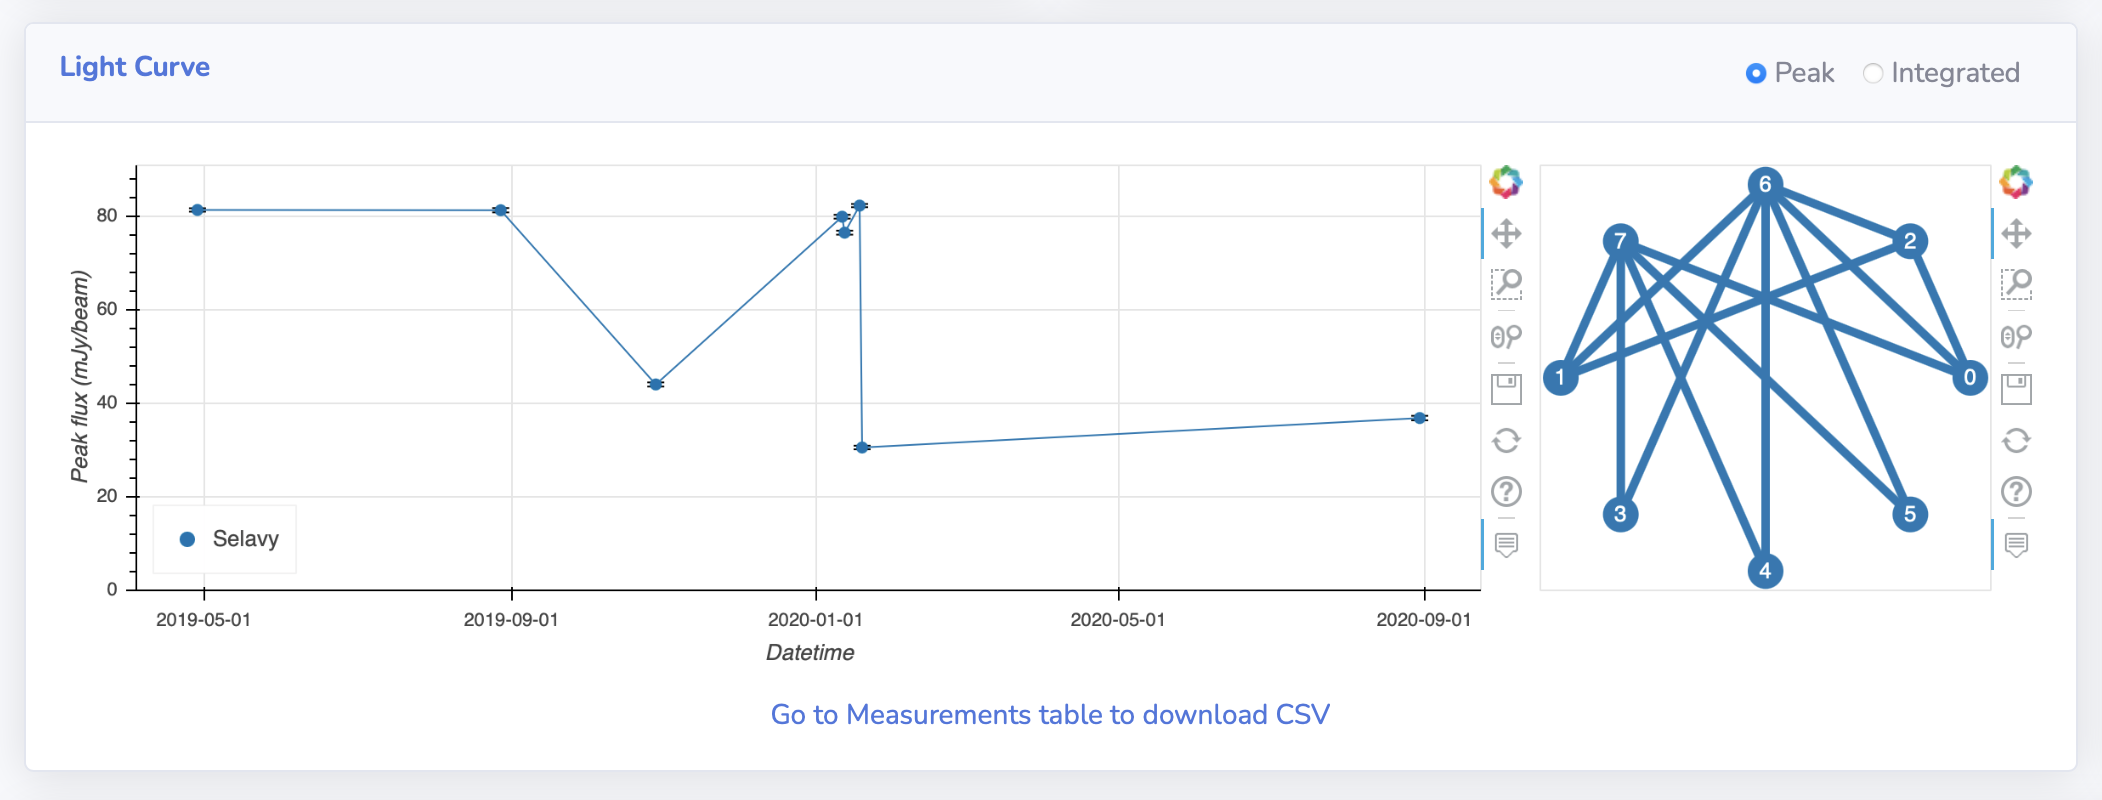 Light Curve
Peak
Integrated
Peak flux (mJy/beam)
80
60
40
20
0
Selavy
2019-05-01
2019-09-01
2020-01-01
2020-05-01
2020-09-01
Datetime
6
7
2
1
0
3
5
4
Go to Measurements table to download CSV